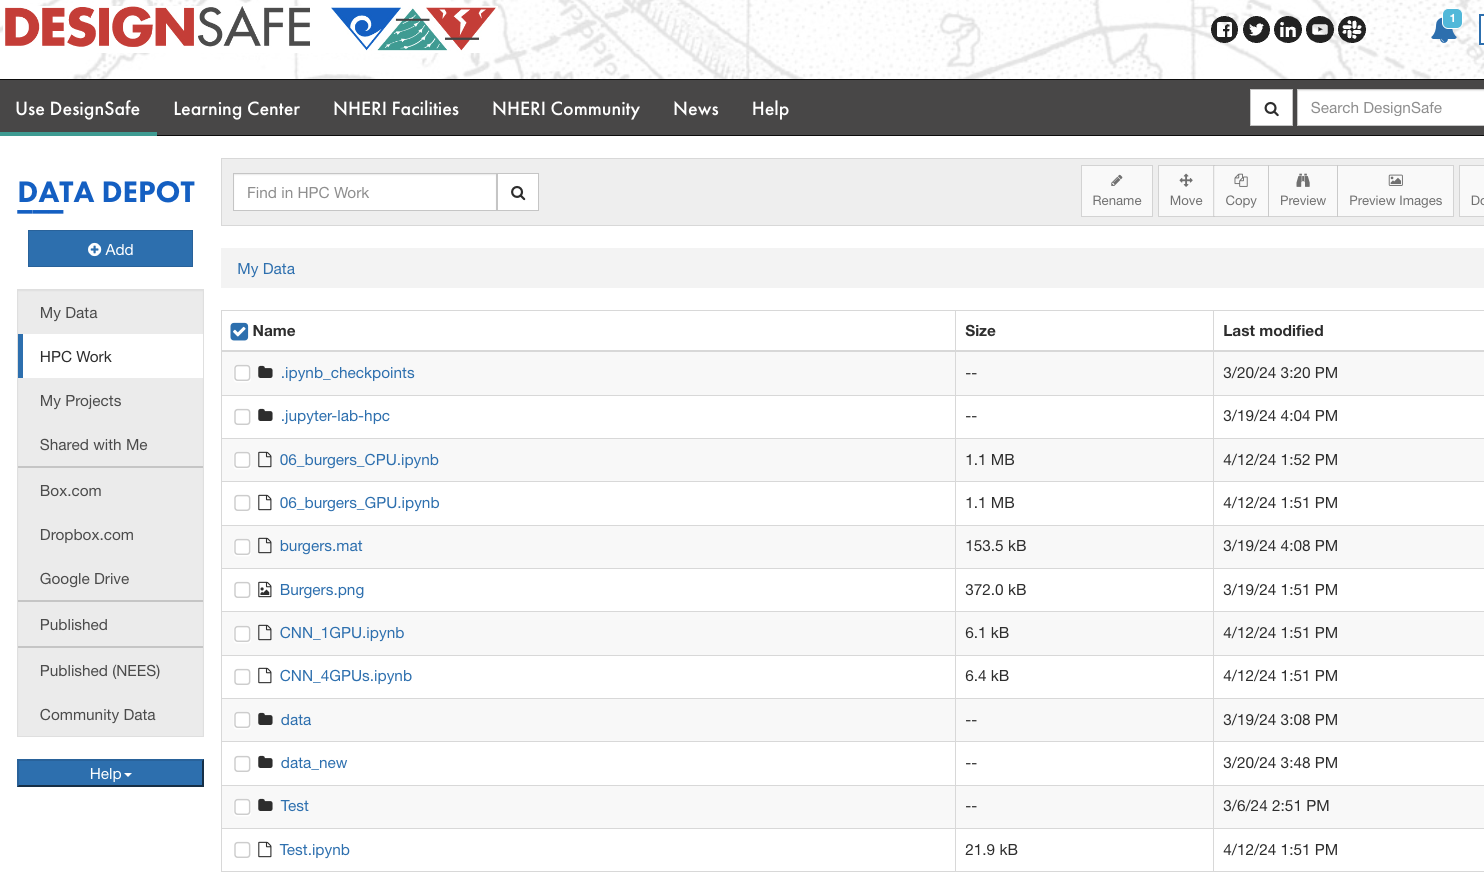 DESIGNSAFE
1
Use DesignSafe Learning Center NHERI Facilities NHERI Community News Help Search DesignSafe
DATA DEPOT
Add
My Data
HPC Work
My Projects
Shared with Me
Box.com
Dropbox.com
Google Drive
Published
Published (NEES)
Community Data
Help
Find in HPC Work
Rename Move Copy Preview Preview Images Do
My Data
Name Size Last modified
.ipynb_checkpoints -- 3/20/24 3:20 PM
.jupyter-lab-hpc -- 3/19/24 4:04 PM
06_burgers_CPU.ipynb 1.1 MB 4/12/24 1:52 PM
06_burgers_GPU.ipynb 1.1 MB 4/12/24 1:51 PM
burgers.mat 153.5 kB 3/19/24 4:08 PM
Burgers.png 372.0 kB 3/19/24 1:51 PM
CNN_1GPU.ipynb 6.1 kB 4/12/24 1:51 PM
CNN_4GPUs.ipynb 6.4 kB 4/12/24 1:51 PM
data -- 3/19/24 3:08 PM
data_new -- 3/20/24 3:48 PM
Test -- 3/6/24 2:51 PM
Test.ipynb 21.9 kB 4/12/24 1:51 PM